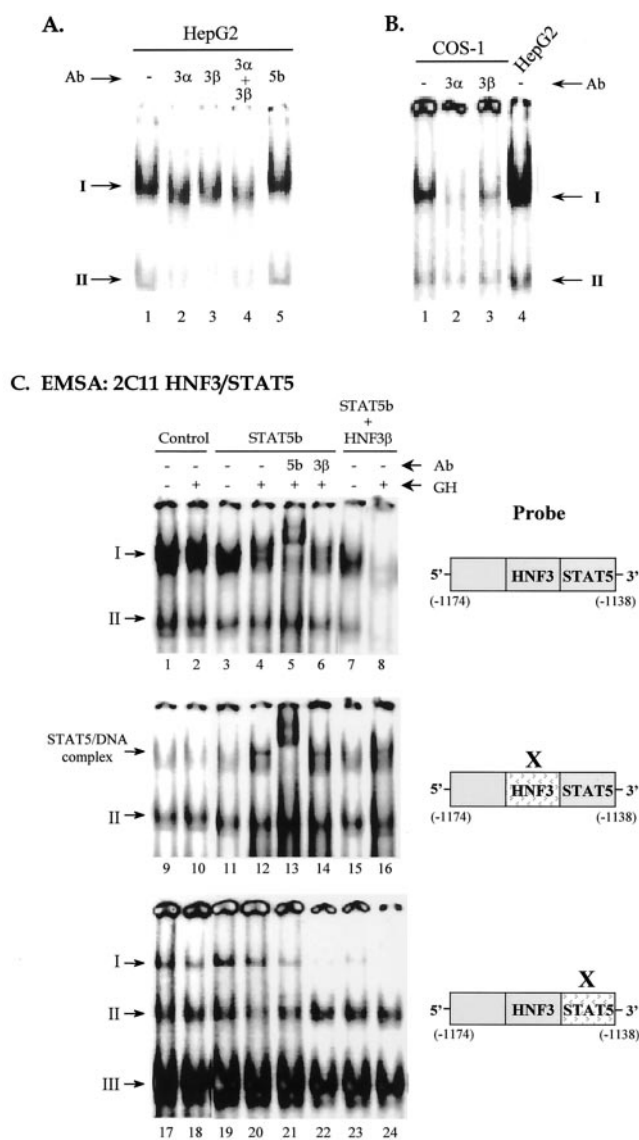 A.
HepG2
Ab - 3α 3β 3α + 3β 5b
I
II
1 2 3 4 5
B.
COS-1 HepG2
- 3α 3β - Ab
I
II
1 2 3 4
C. EMSA: 2C11 HNF3/STAT5
Control STAT5b STAT5b + HNF3β
- - - - 5b 3β - - Ab
- + - + + + - + GH
I
II
1 2 3 4 5 6 7 8
Probe
5'- HNF3 STAT5 -3'
(-1174) (-1138)
STAT5/DNA complex
II
9 10 11 12 13 14 15 16
X
5'- HNF3 STAT5 -3'
(-1174) (-1138)
I
II
III
17 18 19 20 21 22 23 24
X
5'- HNF3 STAT5 -3'
(-1174) (-1138)